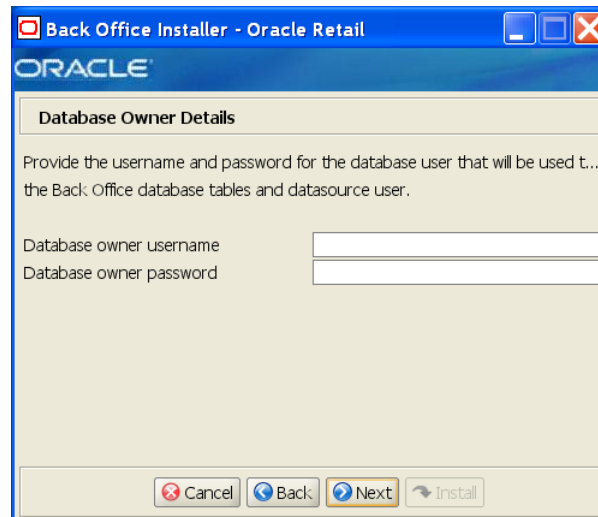 Back Office Installer - Oracle Retail
ORACLE
Database Owner Details
Provide the username and password for the database user that will be used t...
the Back Office database tables and datasource user.
Database owner username
Database owner password
Cancel Back Next Install